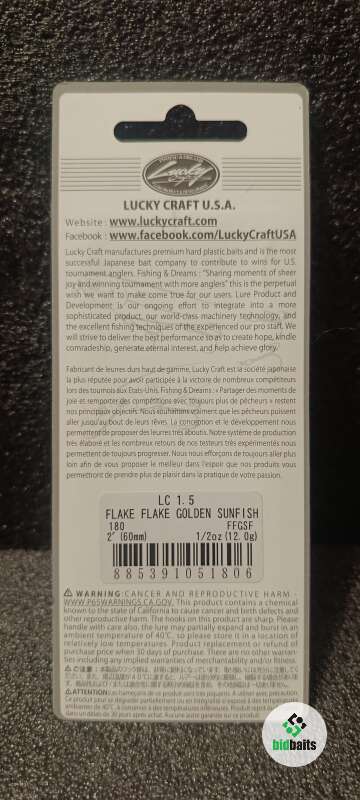 Lucky
Craft
LUCKY CRAFT U.S.A.
Website : www.luckycraft.com
Facebook : www.facebook.com/LuckyCraftUSA
Lucky Craft manufactures premium hard plastic baits and is the most
successful Japanese bait company to contribute to wins for U.S.
tournament anglers. Fishing & Dreams : "Sharing moments of sheer
joy and winning tournament with more anglers" this is the perpetual
wish we want to make come true for our users. Lure Product and
Development is our ongoing effort to integrate into a more
sophisticated product, our world-class machinery technology, and
the excellent fishing techniques of the experienced our pro staff. We
will strive to deliver the best performance so as to create hope, kindle
comradeship, generate eternal interest, and help achieve glory.
Fabricant de leurres durs haut de gamme, Lucky Craft est la société japonaise
la plus réputée pour avoir participé à la victoire de nombreux compétiteurs
lors des tournois aux Etats-Unis. Fishing & Dreams : « Partager des moments de
joie et remporter des compétitions avec toujours plus de pêcheurs » restent
nos principaux objectifs. Nous souhaitons vraiment que les pêcheurs puissent
aller jusqu'au bout de leurs rêves. La conception et le développement nous
permettent de proposer des leurres très aboutis. Notre système de production
très élaboré et les nombreux retours de nos testeurs très expérimentés nous
permettent de toujours progresser. Nous nous efforçons de toujours aller plus
loin afin de vous proposer le meilleur dans l'espoir que nos produits vous
permettront de prendre plus de plaisir dans la pratique de votre passion.
LC 1.5
FLAKE FLAKE GOLDEN SUNFISH
180 FFGSF
2" (60mm) 1/2oz (12.0g)
8 85391 05180 6
⚠ WARNING: CANCER AND REPRODUCTIVE HARM -
WWW.P65WARNINGS.CA.GOV. This product contains a chemical
known to the state of California to cause cancer and birth defects and
other reproductive harm. The hooks on this product are sharp. Please
handle with care. also, the lure may partially expand and burst in an
ambient temperature of 40℃, so please store it in a location of
relatively low temperatures. Product replacement or refund of
purchase price when 30 days of purchase. There are no other warran-
ties including any implied warranties of mechantability and/or fitness.
⚠ ATTENTION:
bidbaits